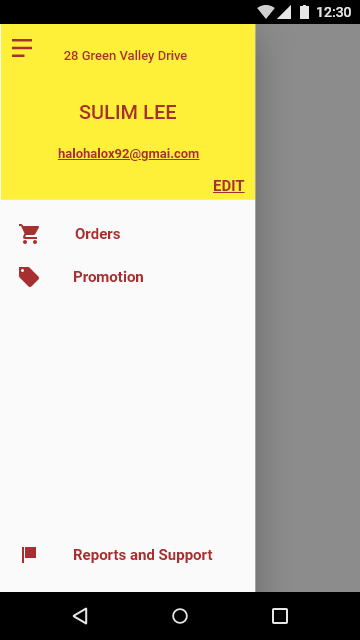 12:30
28 Green Valley Drive
SULIM LEE
halohalox92@gmai.com
EDIT
Orders
Promotion
Reports and Support